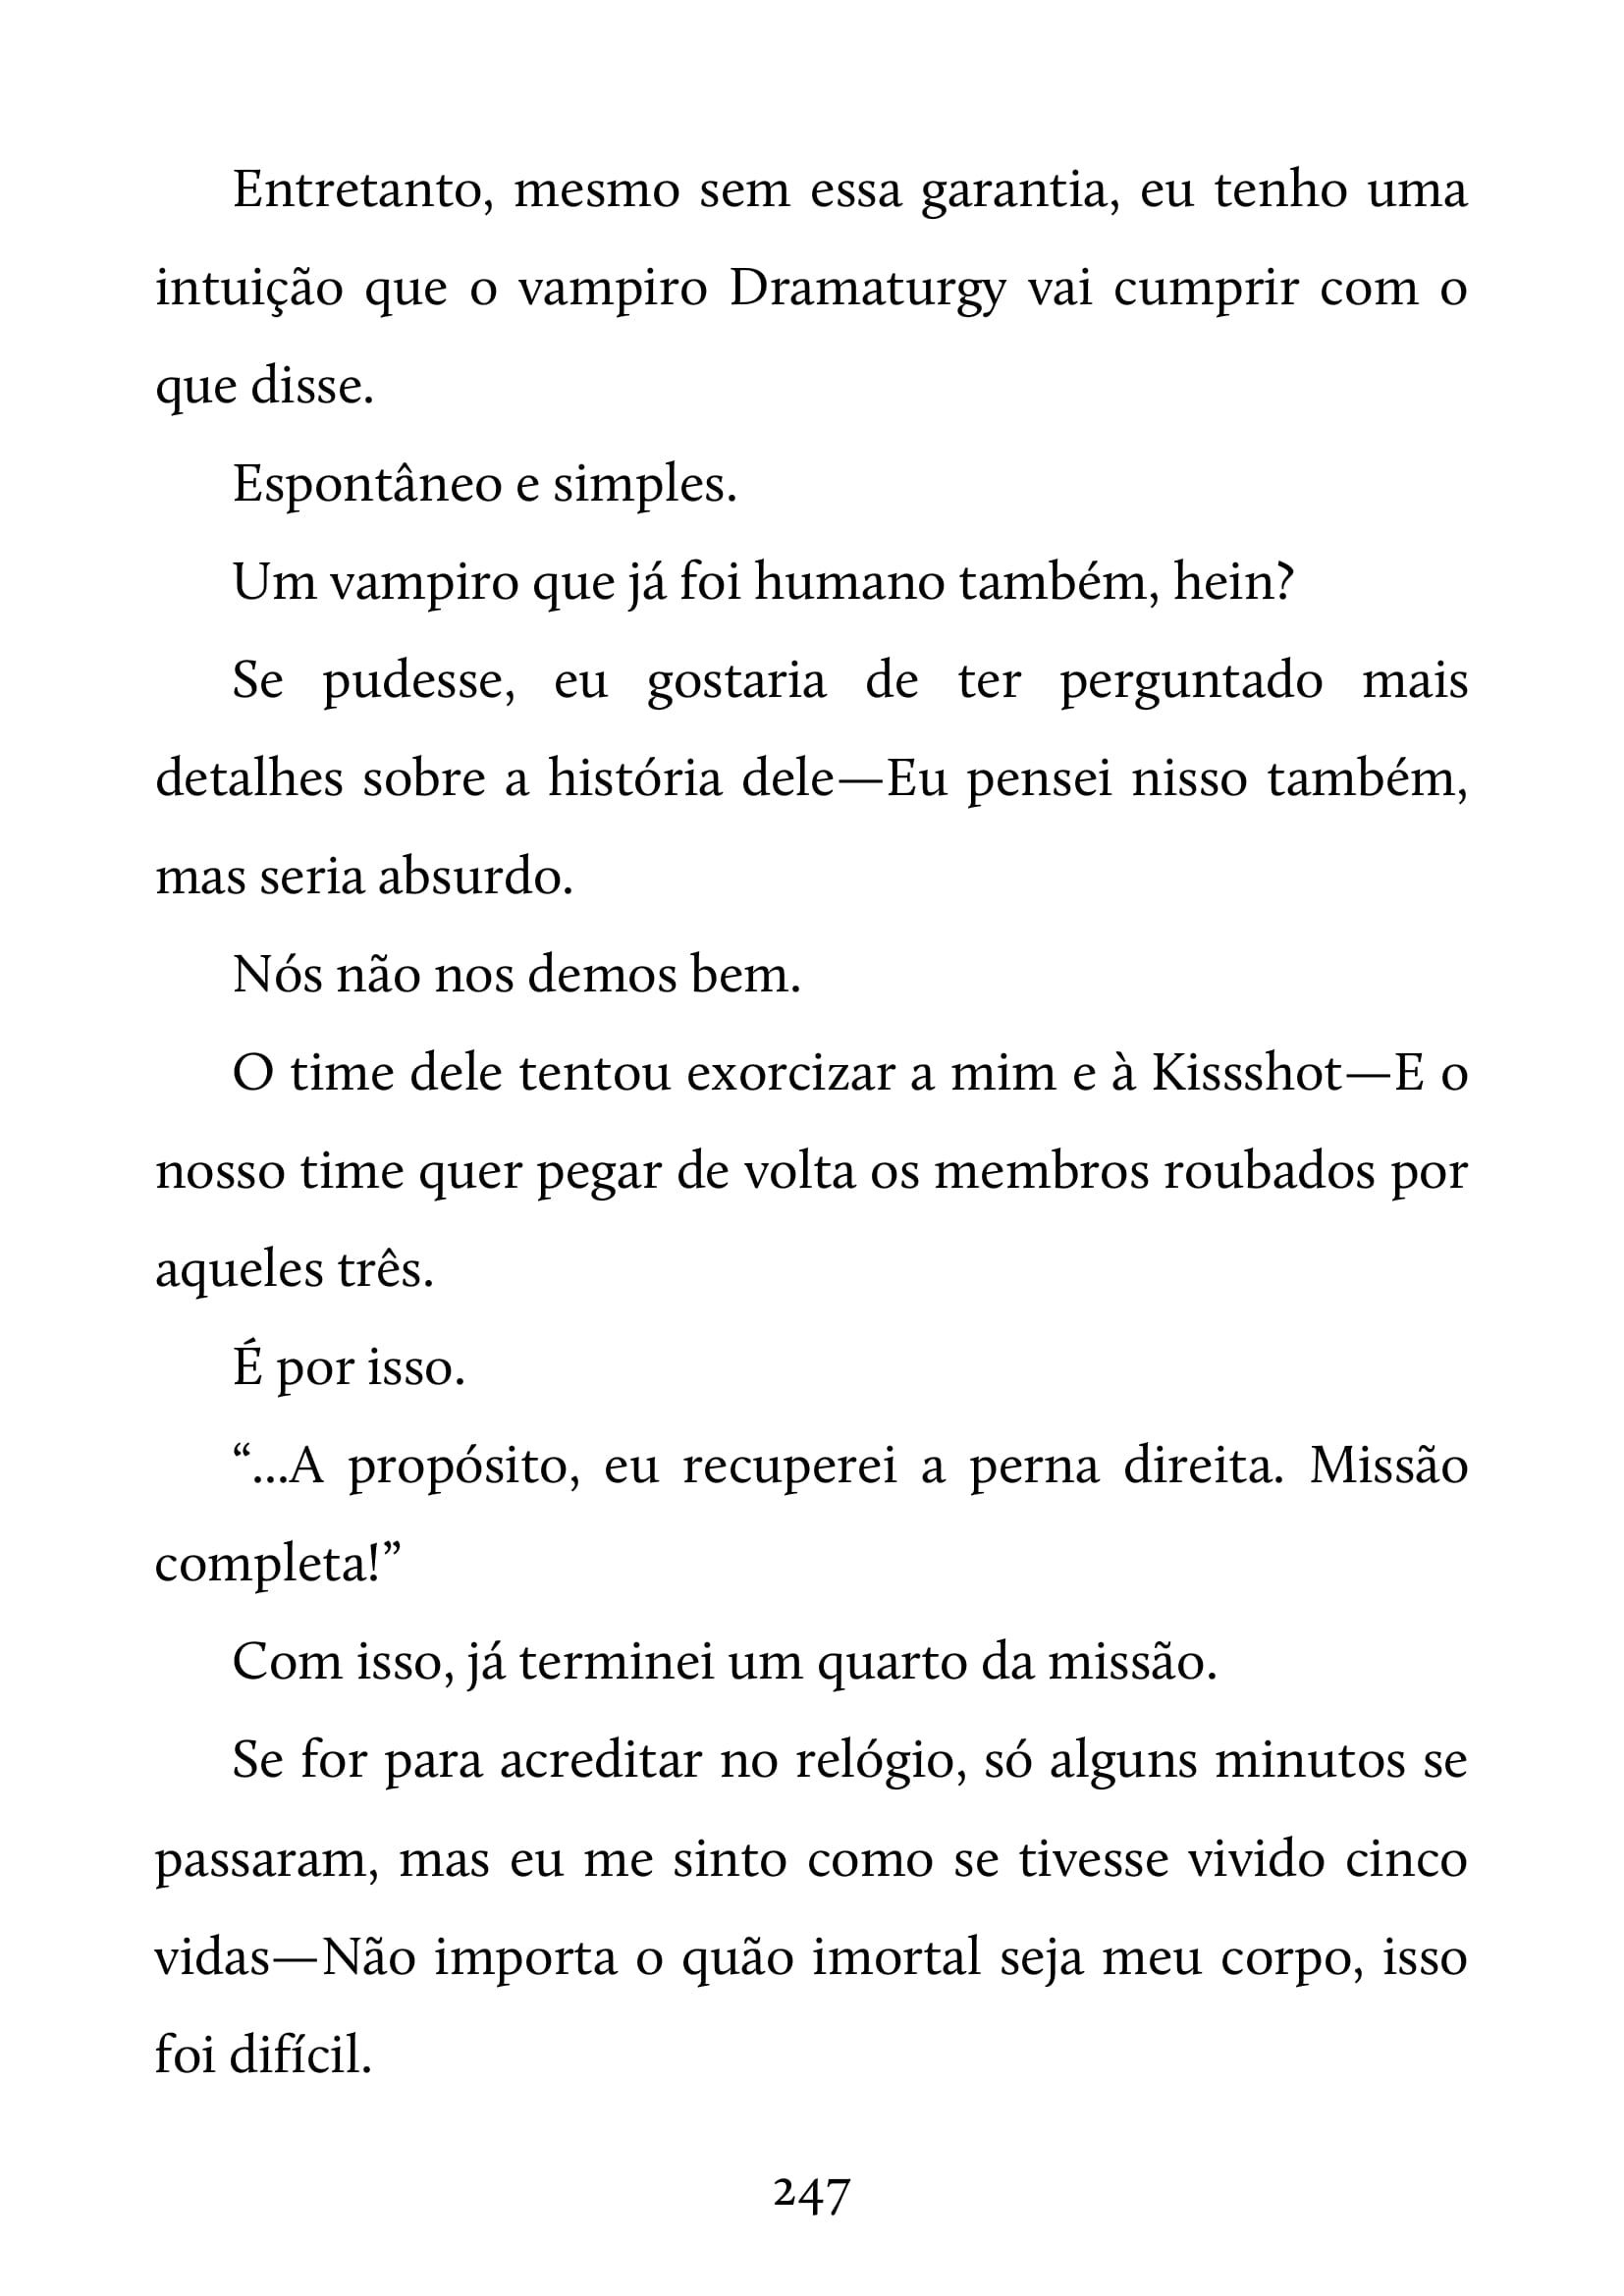 Entretanto, mesmo sem essa garantia, eu tenho uma
intuição que o vampiro Dramaturgy vai cumprir com o
que disse.
Espontâneo e simples.
Um vampiro que já foi humano também, hein?
Se pudesse, eu gostaria de ter perguntado mais
detalhes sobre a história dele—Eu pensei nisso também,
mas seria absurdo.
Nós não nos demos bem.
O time dele tentou exorcizar a mim e à Kissshot—E o
nosso time quer pegar de volta os membros roubados por
aqueles três.
É por isso.
“...A propósito, eu recuperei a perna direita. Missão
completa!”
Com isso, já terminei um quarto da missão.
Se for para acreditar no relógio, só alguns minutos se
passaram, mas eu me sinto como se tivesse vivido cinco
vidas—Não importa o quão imortal seja meu corpo, isso
foi difícil.
247